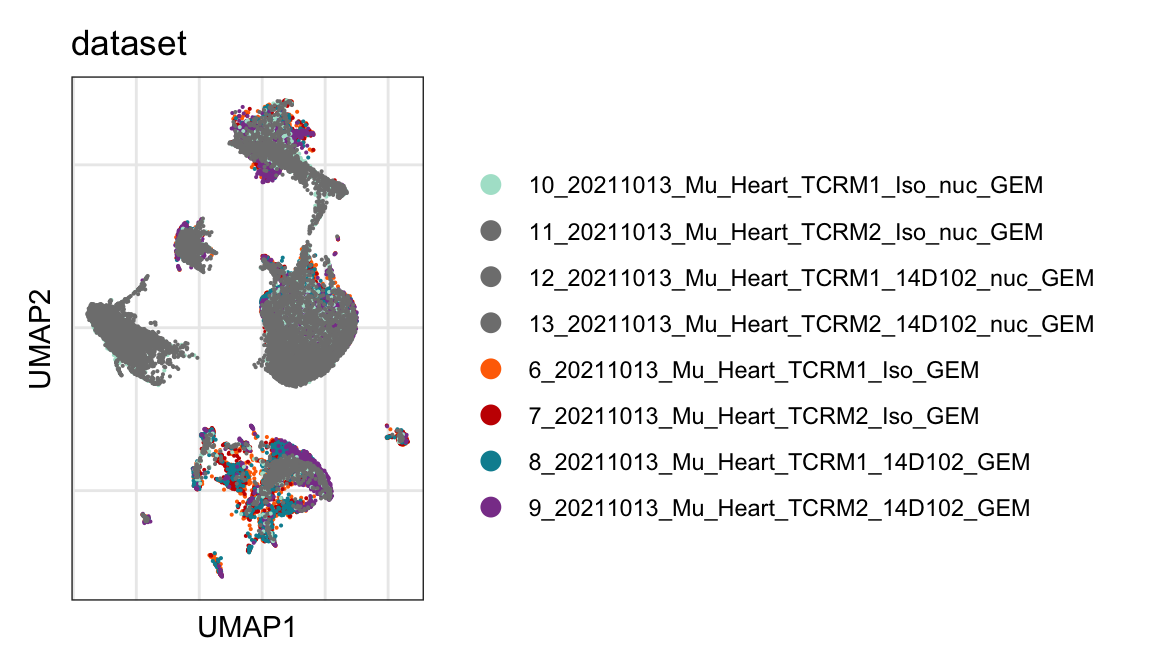 dataset
UMAP2
UMAP1
10_20211013_Mu_Heart_TCRM1_Iso_nuc_GEM
11_20211013_Mu_Heart_TCRM2_Iso_nuc_GEM
12_20211013_Mu_Heart_TCRM1_14D102_nuc_GEM
13_20211013_Mu_Heart_TCRM2_14D102_nuc_GEM
6_20211013_Mu_Heart_TCRM1_Iso_GEM
7_20211013_Mu_Heart_TCRM2_Iso_GEM
8_20211013_Mu_Heart_TCRM1_14D102_GEM
9_20211013_Mu_Heart_TCRM2_14D102_GEM